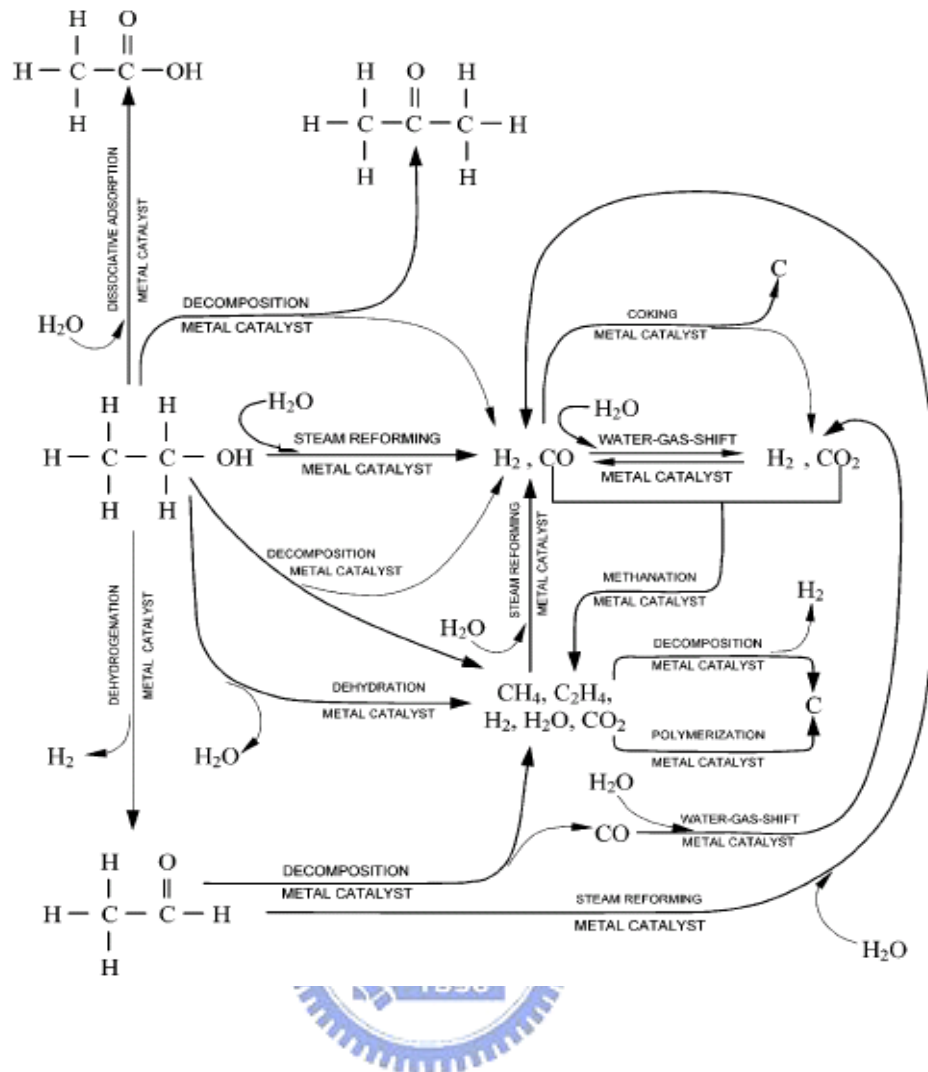 H O
H — C — C — OH
H
H O H
H — C — C — C — H
H H
DISSOCIATIVE ADSORPTION
METAL CATALYST
H₂O
DECOMPOSITION
METAL CATALYST
C
COKING
METAL CATALYST
H H
H — C — C — OH
H H
H₂O
STEAM REFORMING
METAL CATALYST
H₂ , CO
H₂O
WATER-GAS-SHIFT
METAL CATALYST
H₂ , CO₂
DECOMPOSITION
METAL CATALYST
STEAM REFORMING
METAL CATALYST
H₂O
METHANATION
METAL CATALYST
DEHYDROGENATION
METAL CATALYST
H₂
DEHYDRATION
METAL CATALYST
H₂O
CH₄, C₂H₄,
H₂, H₂O, CO₂
DECOMPOSITION
METAL CATALYST
H₂
C
POLYMERIZATION
METAL CATALYST
H₂O
CO
WATER-GAS-SHIFT
METAL CATALYST
H O
H — C — C — H
H
DECOMPOSITION
METAL CATALYST
STEAM REFORMING
METAL CATALYST
H₂O